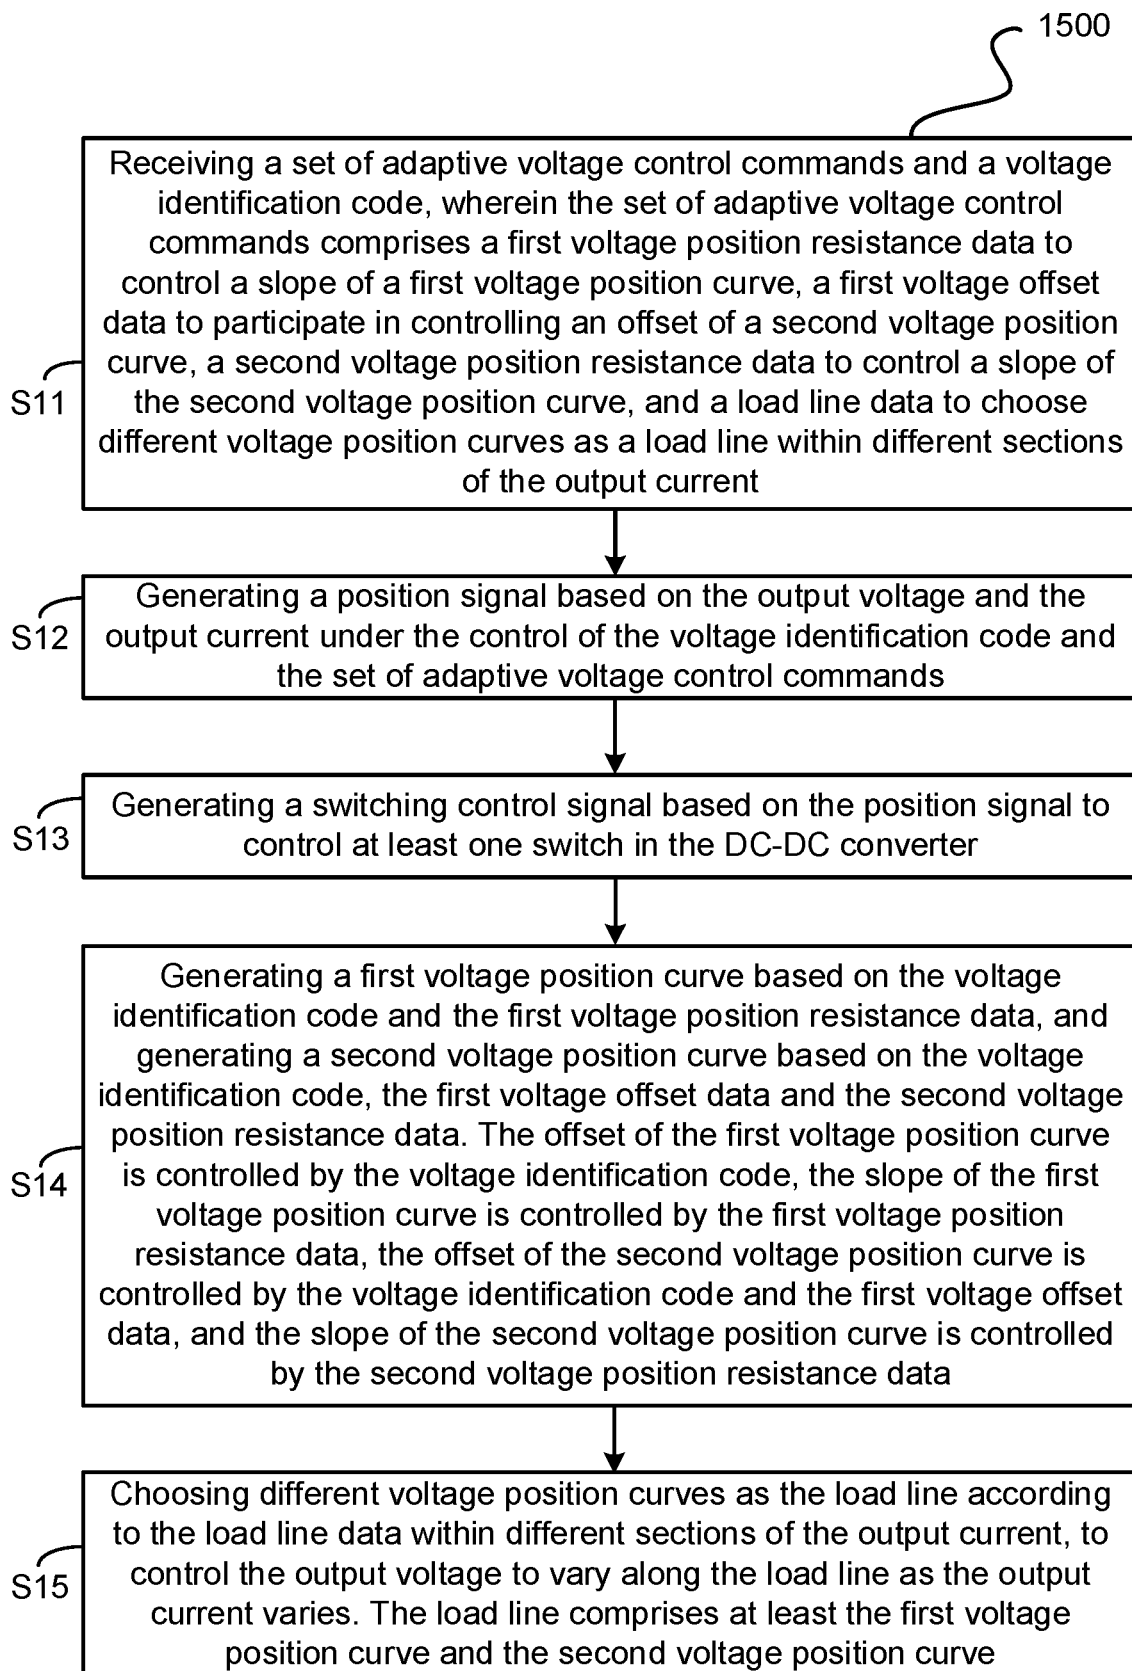 1500
Receiving a set of adaptive voltage control commands and a voltage
identification code, wherein the set of adaptive voltage control
commands comprises a first voltage position resistance data to
control a slope of a first voltage position curve, a first voltage offset
data to participate in controlling an offset of a second voltage position
curve, a second voltage position resistance data to control a slope of
the second voltage position curve, and a load line data to choose
different voltage position curves as a load line within different sections
of the output current
S11
Generating a position signal based on the output voltage and the
output current under the control of the voltage identification code and
the set of adaptive voltage control commands
S12
Generating a switching control signal based on the position signal to
control at least one switch in the DC-DC converter
S13
Generating a first voltage position curve based on the voltage
identification code and the first voltage position resistance data, and
generating a second voltage position curve based on the voltage
identification code, the first voltage offset data and the second voltage
position resistance data. The offset of the first voltage position curve
is controlled by the voltage identification code, the slope of the first
voltage position curve is controlled by the first voltage position
resistance data, the offset of the second voltage position curve is
controlled by the voltage identification code and the first voltage offset
data, and the slope of the second voltage position curve is controlled
by the second voltage position resistance data
S14
Choosing different voltage position curves as the load line according
to the load line data within different sections of the output current, to
control the output voltage to vary along the load line as the output
current varies. The load line comprises at least the first voltage
position curve and the second voltage position curve
S15